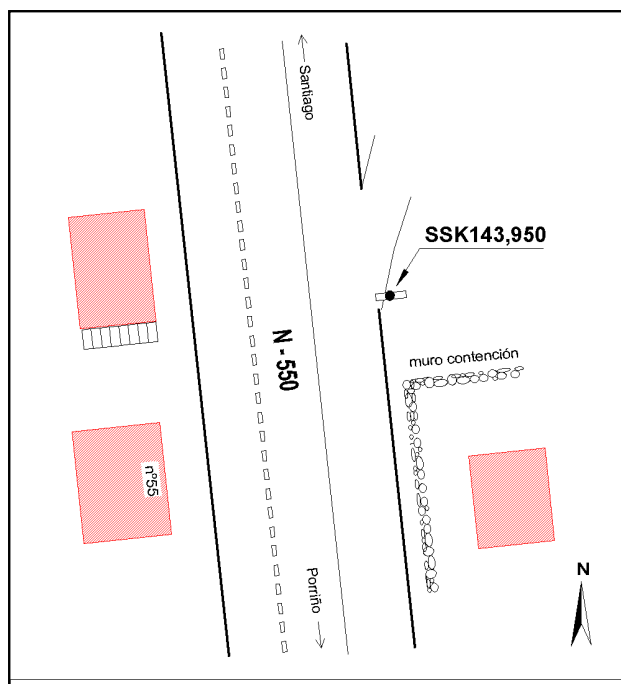 Santiago
SSK143,950
N - 550
muro contención
nº55
Porriño
N